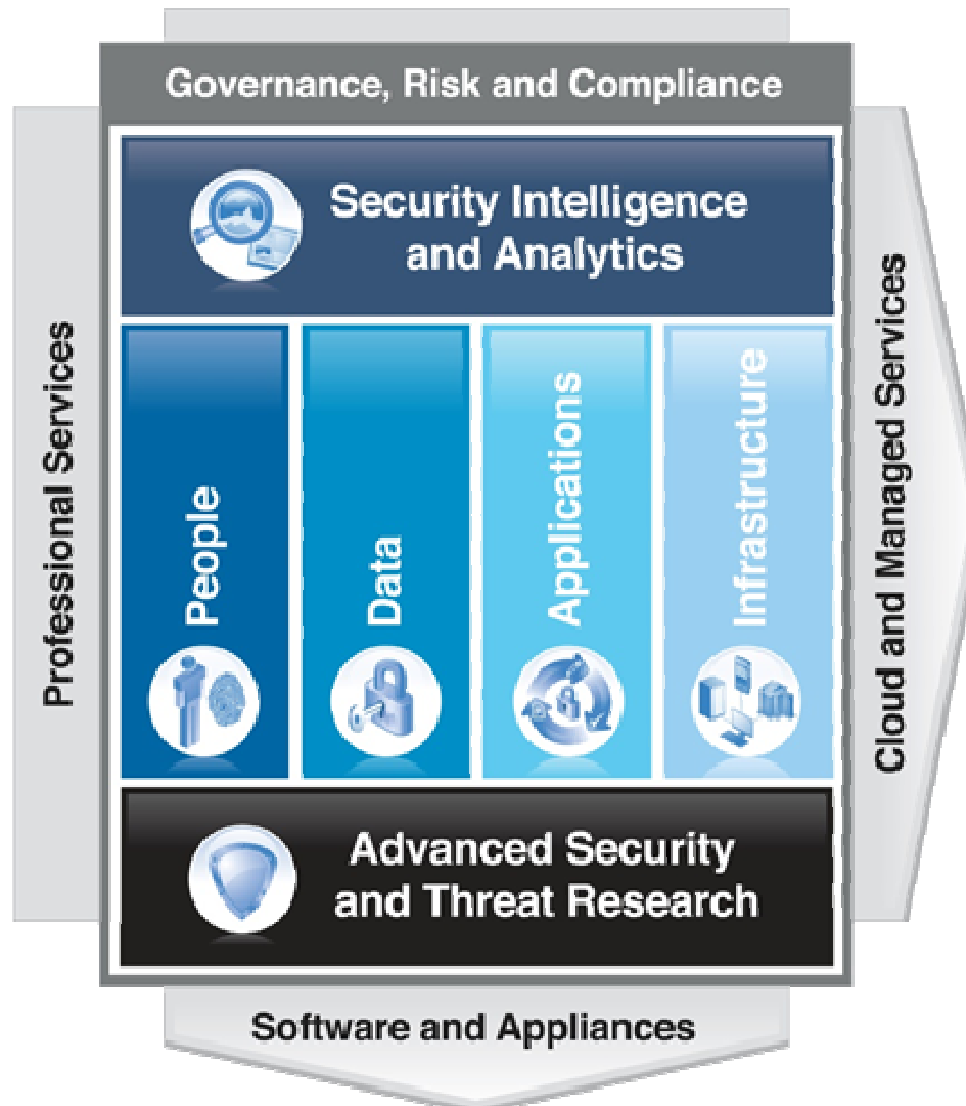 Governance, Risk and Compliance
Security Intelligence
and Analytics
Professional Services
People
Data
Applications
Infrastructure
Cloud and Managed Services
Advanced Security
and Threat Research
Software and Appliances